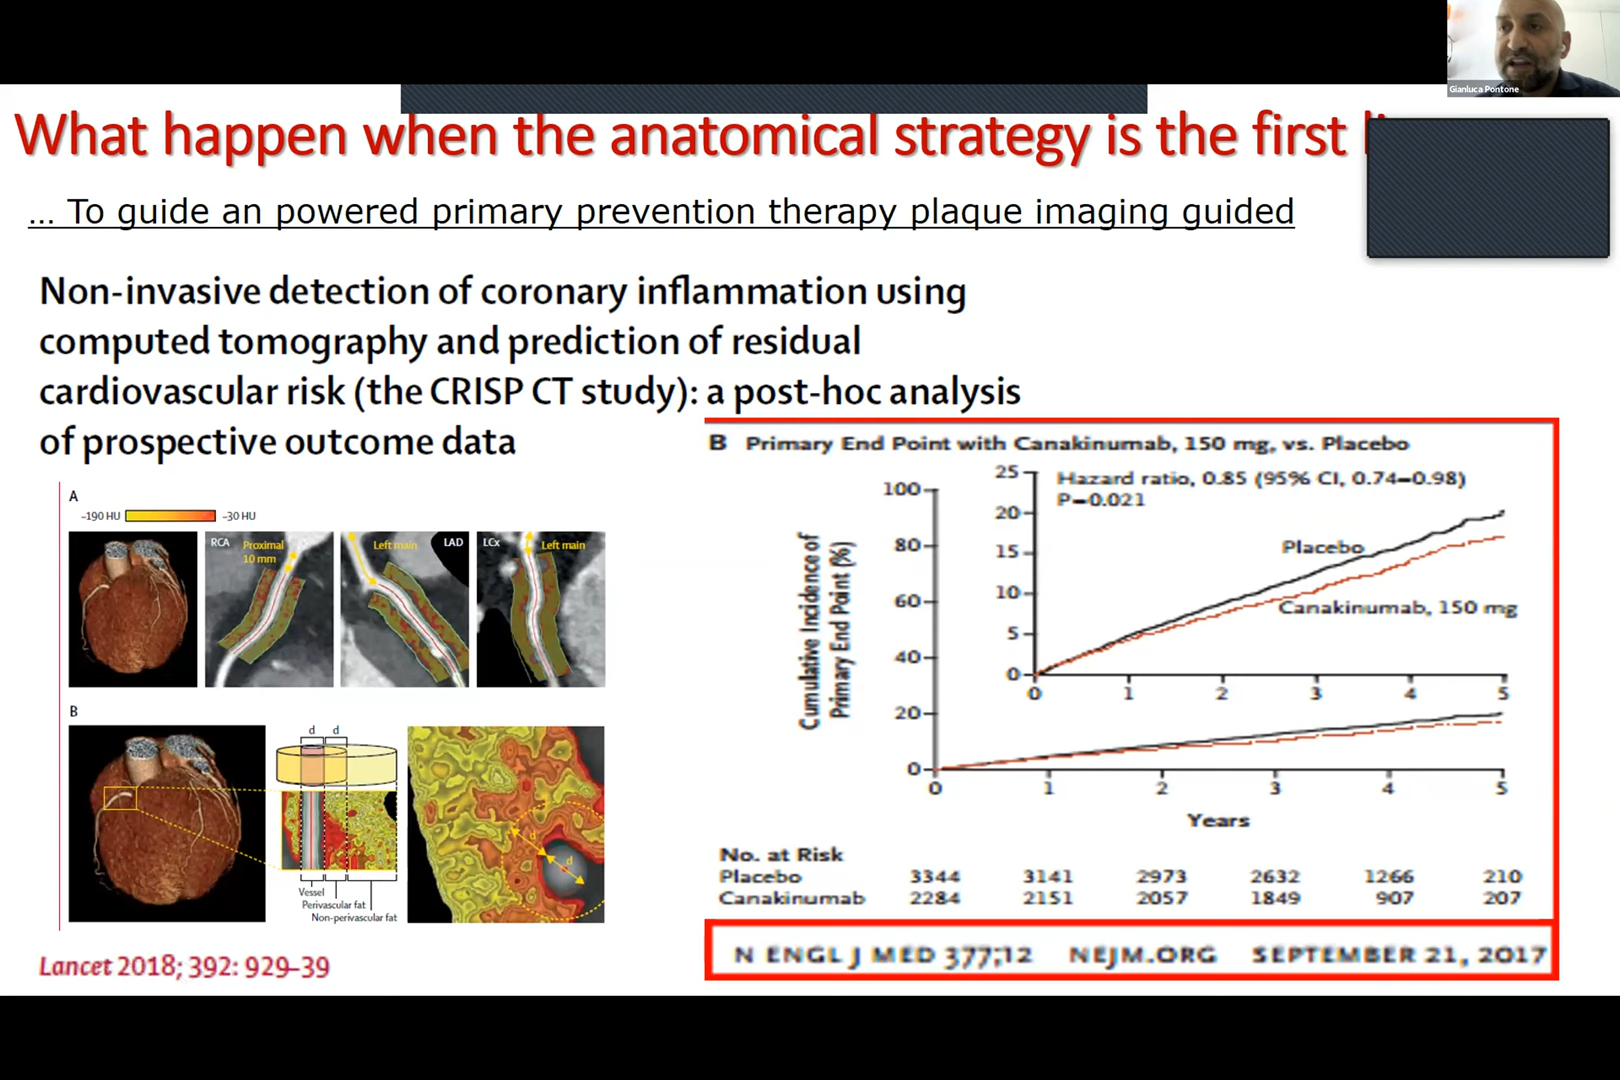 Gianluca Pontone
What happen when the anatomical strategy is the first
... To guide an powered primary prevention therapy plaque imaging guided
Non-invasive detection of coronary inflammation using
computed tomography and prediction of residual
cardiovascular risk (the CRISP CT study): a post-hoc analysis
of prospective outcome data
A
-190 HU
-30 HU
RCA
Proximal
10 mm
Left main
LAD
LCx
Left main
B
d
d
d
d
Vessel
Perivascular fat
Non-perivascular fat
Lancet 2018; 392: 929–39
B Primary End Point with Canakinumab, 150 mg, vs. Placebo
Hazard ratio, 0.85 (95% CI, 0.74–0.98)
P=0.021
Cumulative Incidence of
Primary End Point (%)
100
80
60
40
20
0
25
20
15
10
5
0
Placebo
Canakinumab, 150 mg
0 1 2 3 4 5
0 1 2 3 4 5
Years
No. at Risk
Placebo 3344 3141 2973 2632 1266 210
Canakinumab 2284 2151 2057 1849 907 207
N ENGL J MED 377;12 NEJM.ORG SEPTEMBER 21, 2017